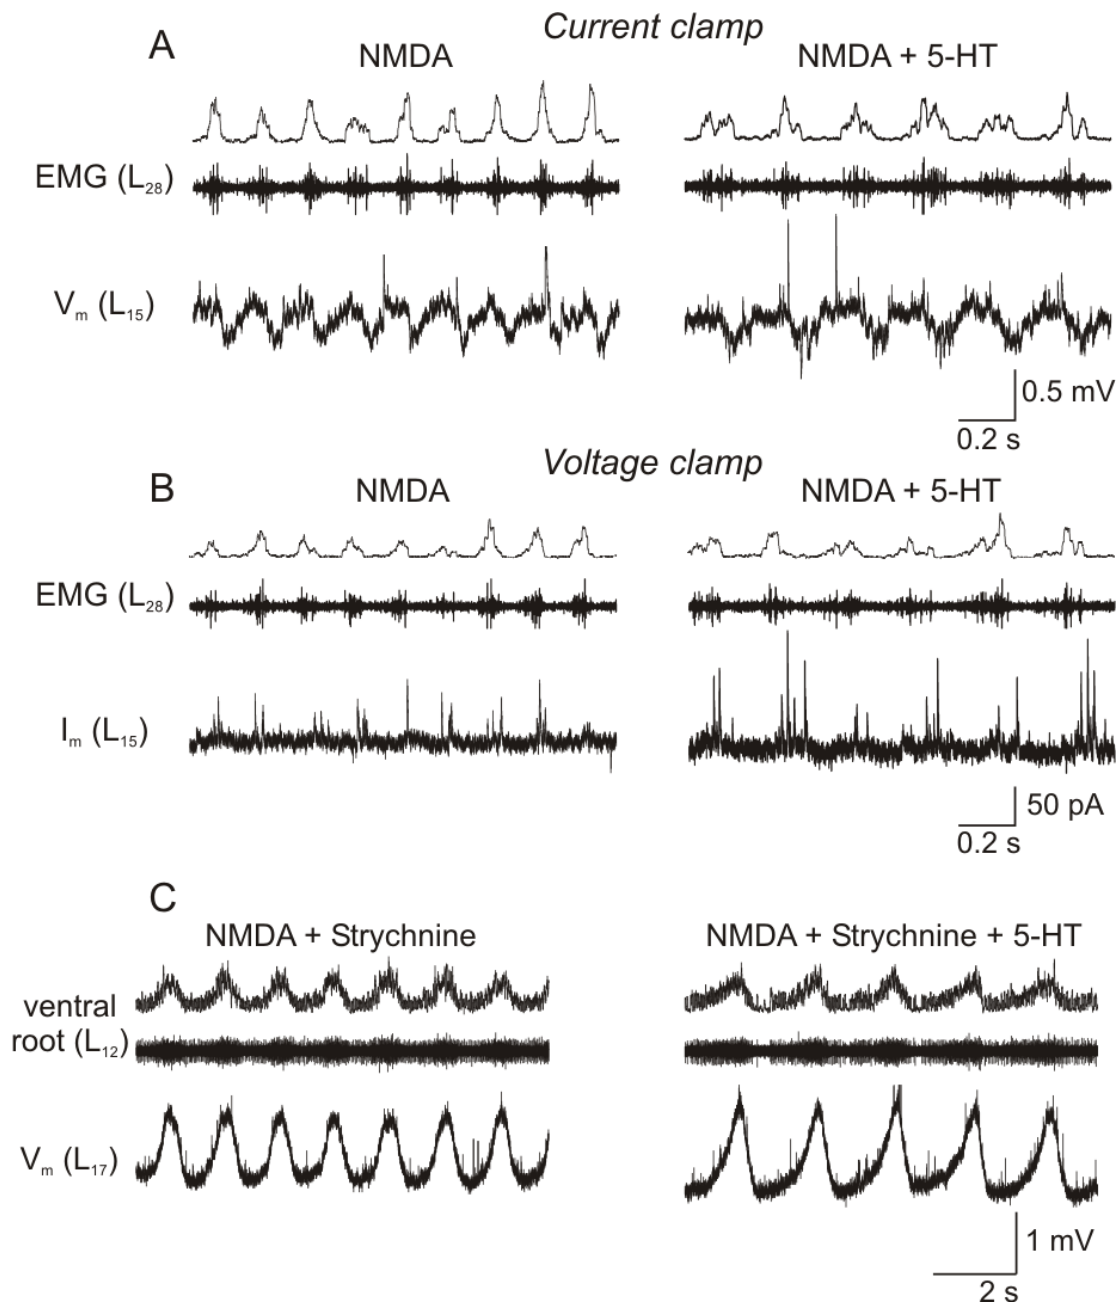 A
Current clamp
NMDA
NMDA + 5-HT
EMG (L28)
Vm (L15)
0.5 mV
0.2 s
Voltage clamp
B
NMDA
NMDA + 5-HT
EMG (L28)
Im (L15)
50 pA
0.2 s
C
NMDA + Strychnine
NMDA + Strychnine + 5-HT
ventral
root (L12)
Vm (L17)
1 mV
2 s